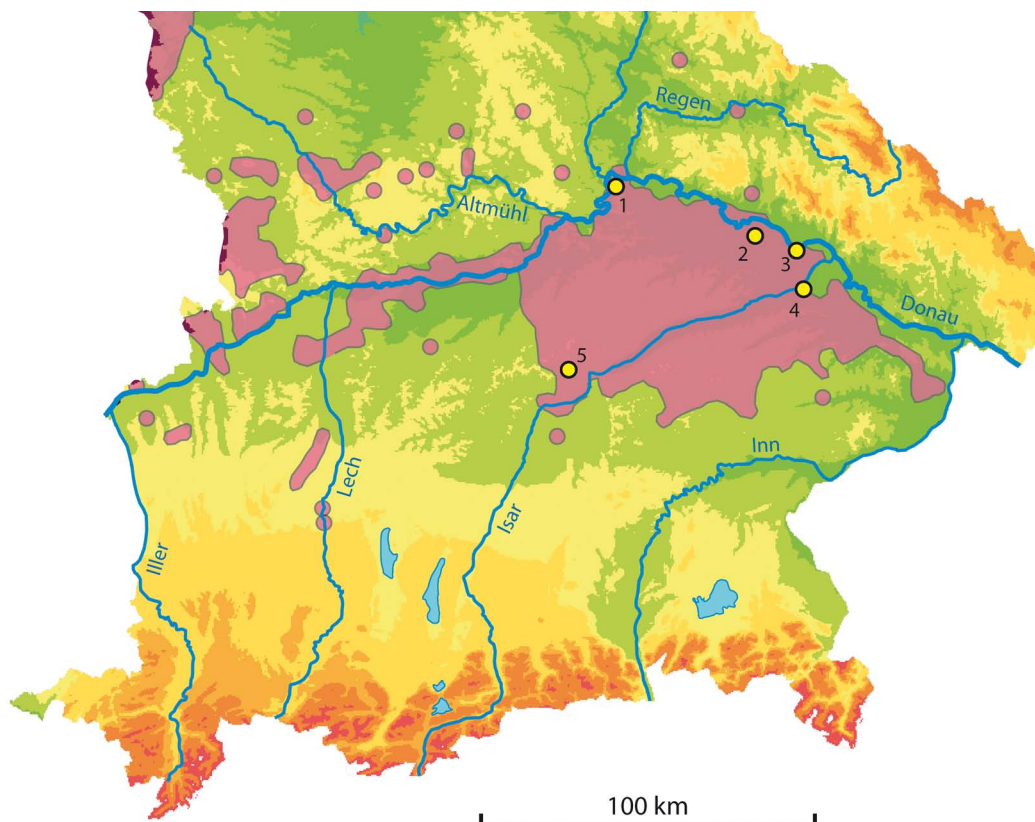 Regen
Altmühl
1
2
3
4
Donau
5
Inn
Lech
Isar
Iller
100 km